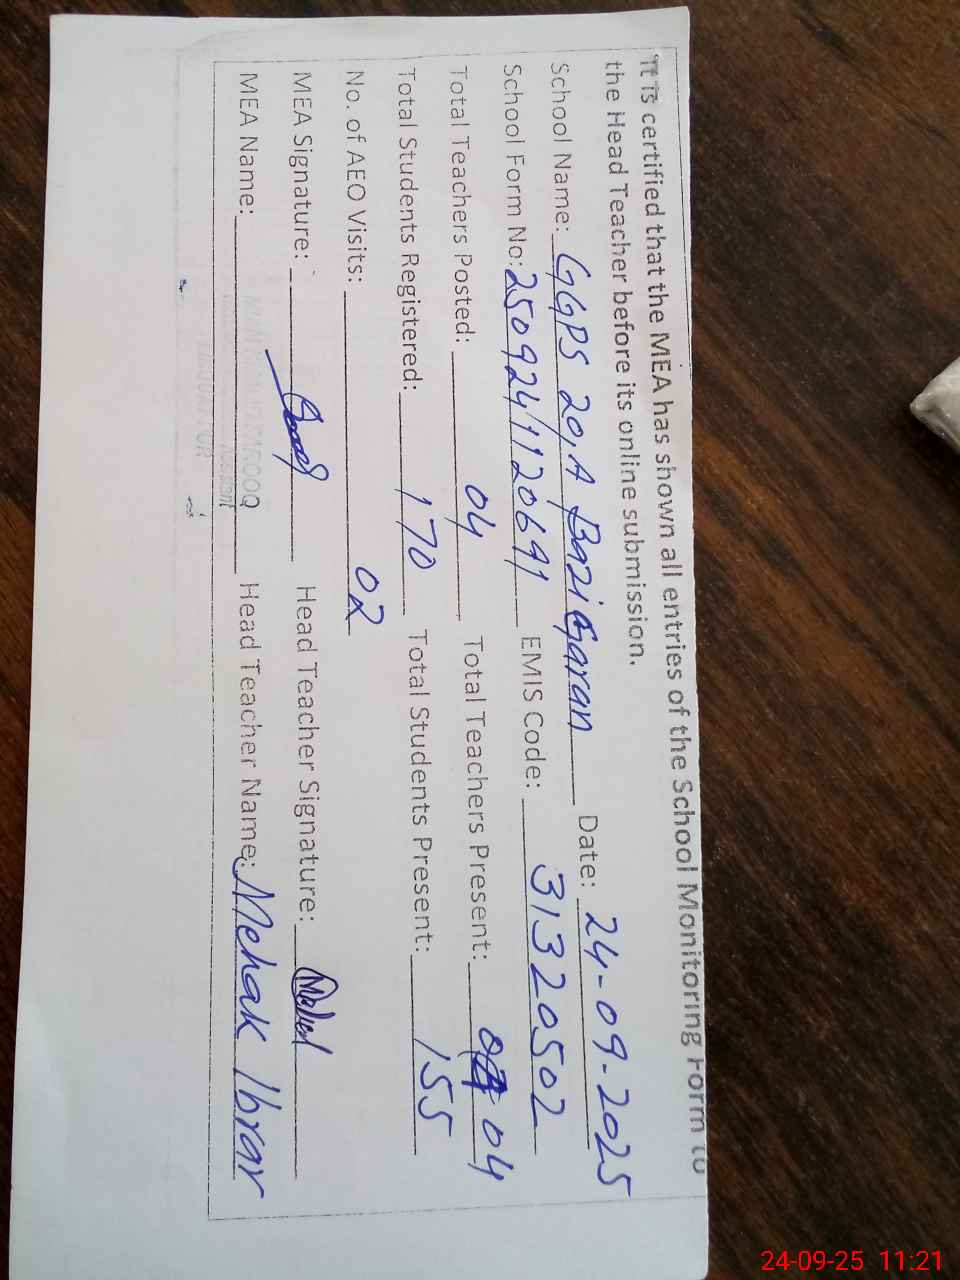 It is certified that the MEA has shown all entries of the School Monitoring Form to
the Head Teacher before its online submission.
School Name: GGPS 20, A Bazi Garan Date: 24-09-2025
School Form No: 2509241120691 EMIS Code: 31320502
Total Teachers Posted: 04 Total Teachers Present: 04
Total Students Registered: 170 Total Students Present: 155
No. of AEO Visits: 02
MEA Signature: Head Teacher Signature:
MEA Name: Head Teacher Name: Mehak Ibrar
24-09-25 11:21